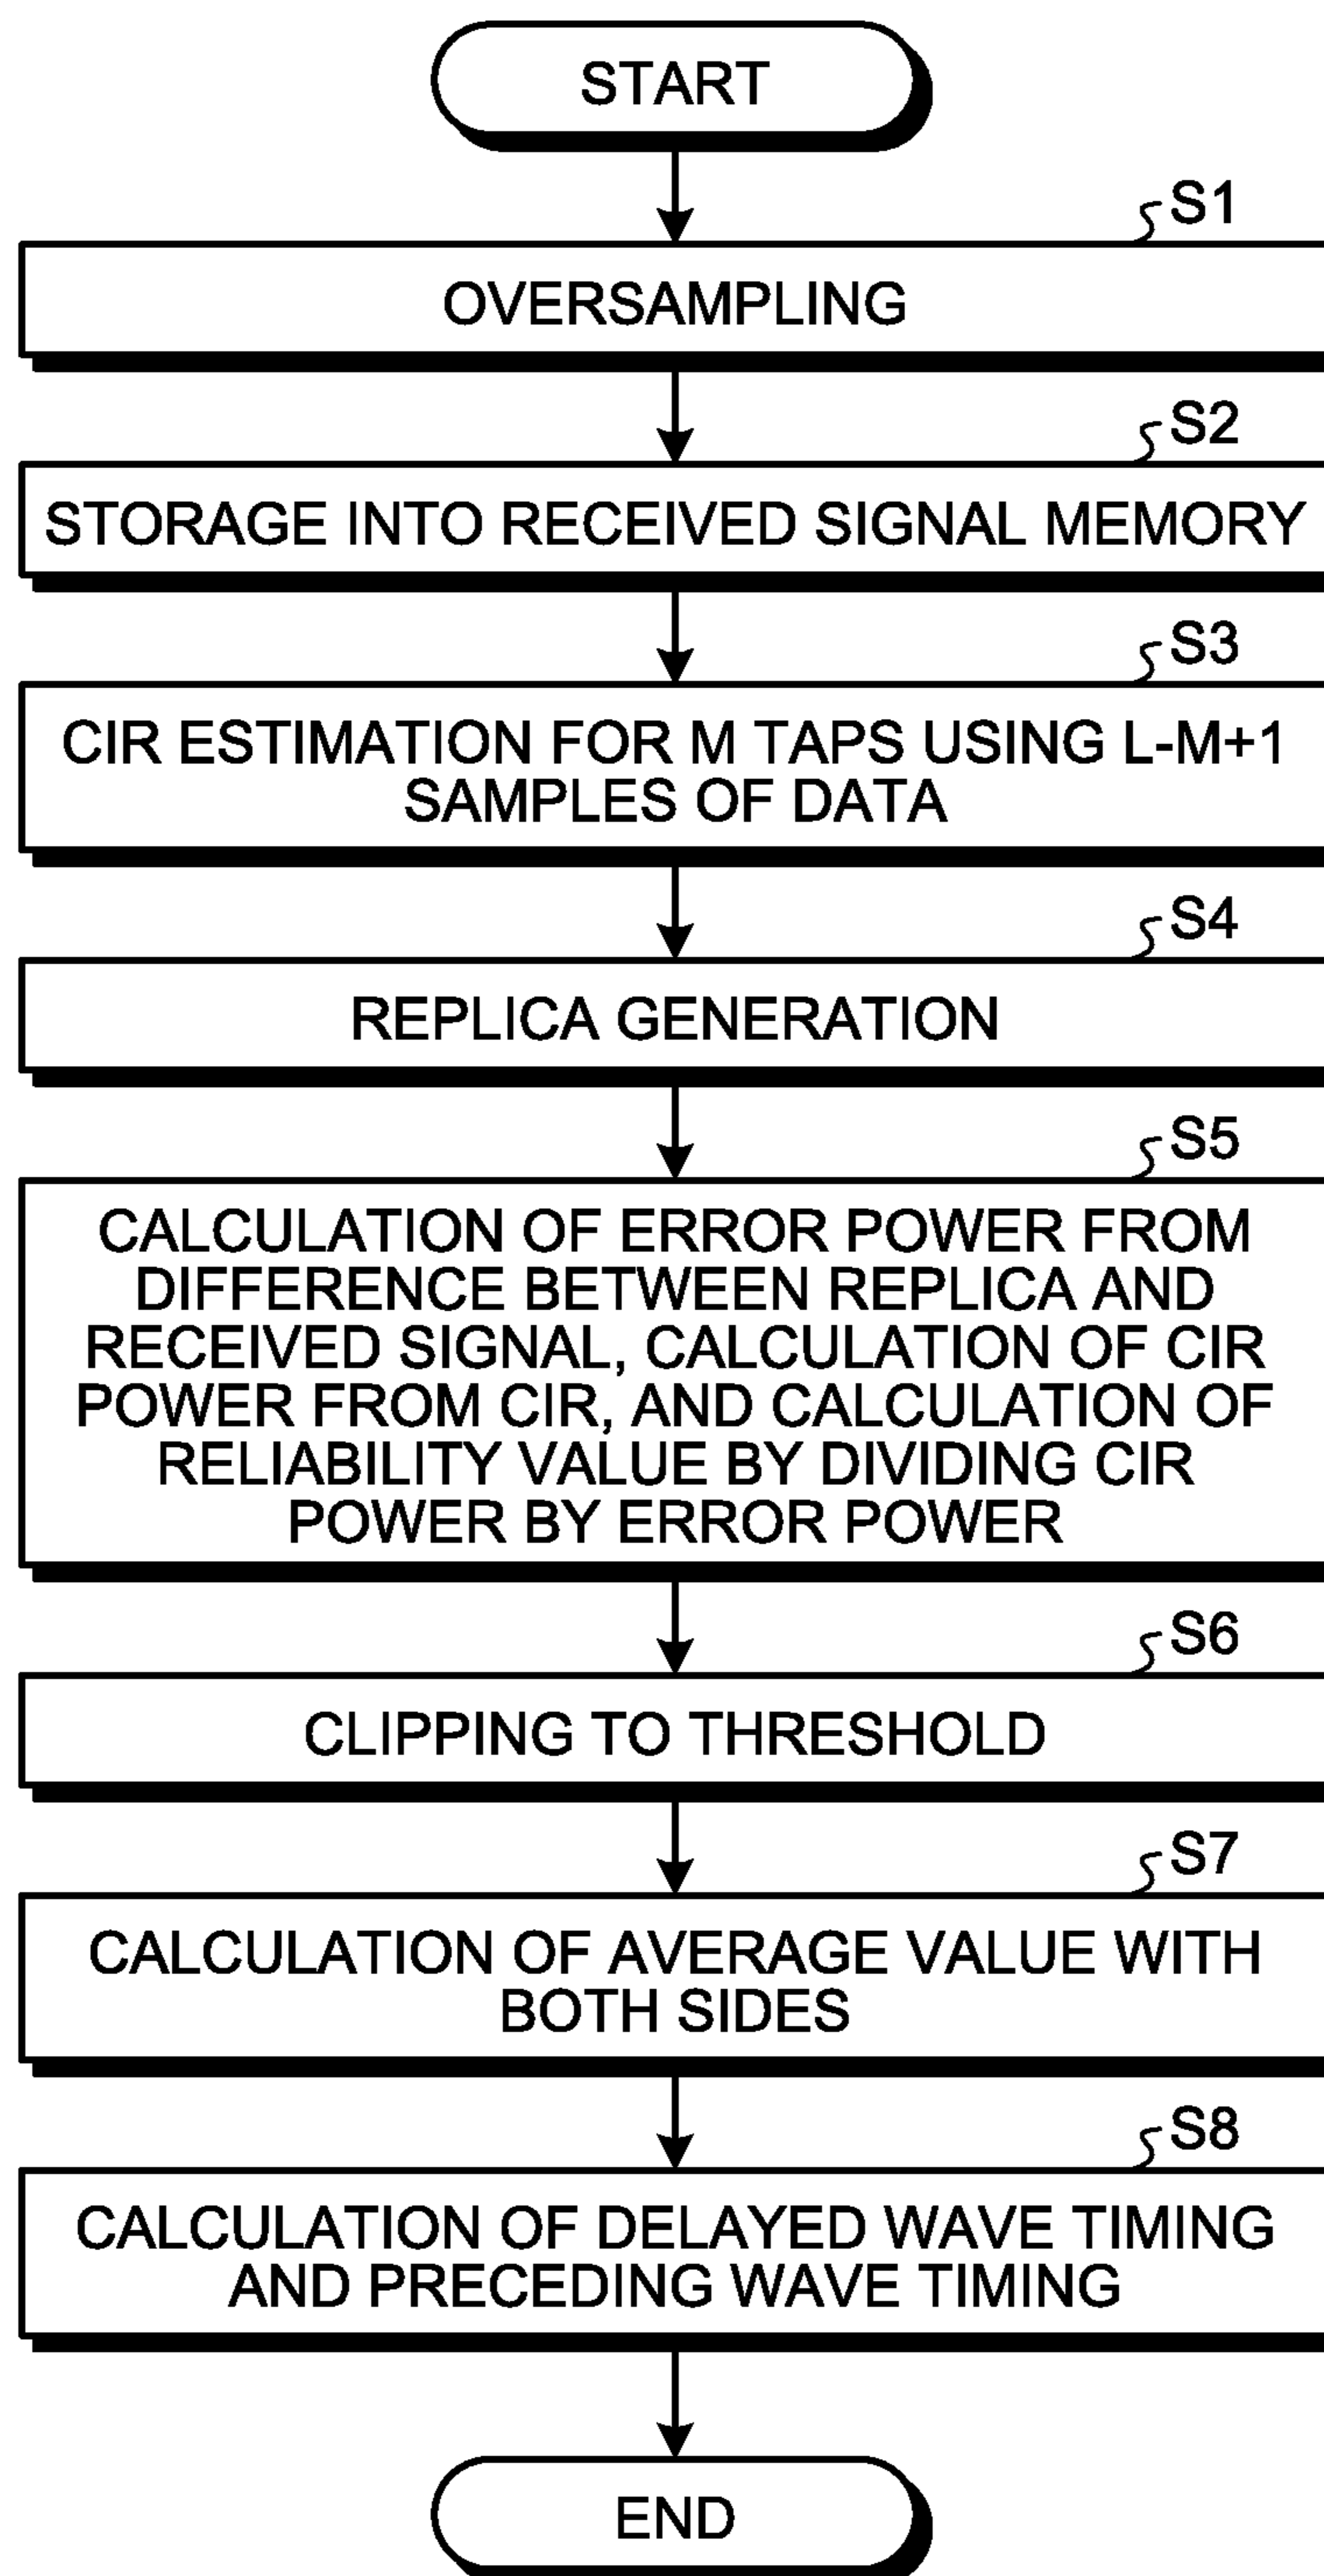 START
S1
OVERSAMPLING
S2
STORAGE INTO RECEIVED SIGNAL MEMORY
S3
CIR ESTIMATION FOR M TAPS USING L-M+1
SAMPLES OF DATA
S4
REPLICA GENERATION
S5
CALCULATION OF ERROR POWER FROM
DIFFERENCE BETWEEN REPLICA AND
RECEIVED SIGNAL, CALCULATION OF CIR
POWER FROM CIR, AND CALCULATION OF
RELIABILITY VALUE BY DIVIDING CIR
POWER BY ERROR POWER
S6
CLIPPING TO THRESHOLD
S7
CALCULATION OF AVERAGE VALUE WITH
BOTH SIDES
S8
CALCULATION OF DELAYED WAVE TIMING
AND PRECEDING WAVE TIMING
END